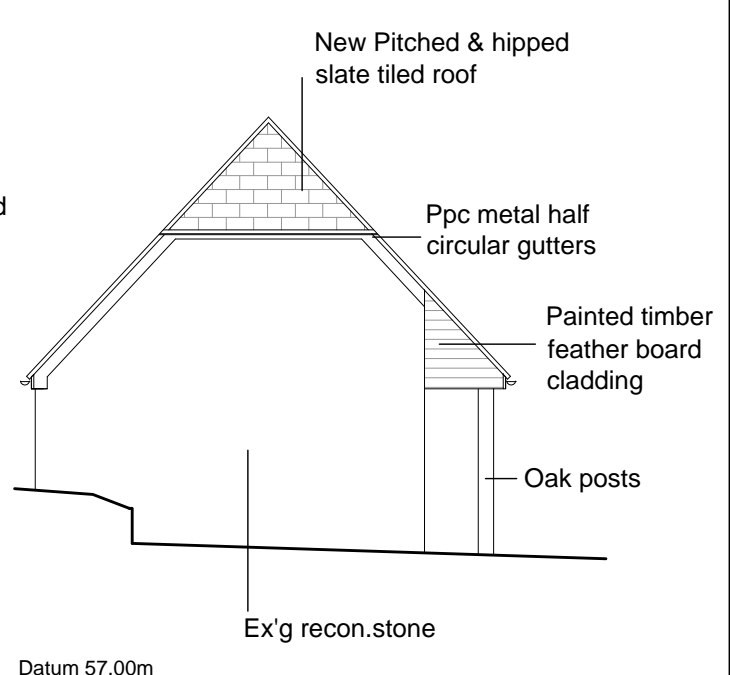 New Pitched & hipped
slate tiled roof
d
Ppc metal half
circular gutters
Painted timber
feather board
cladding
Oak posts
Ex'g recon.stone
Datum 57.00m